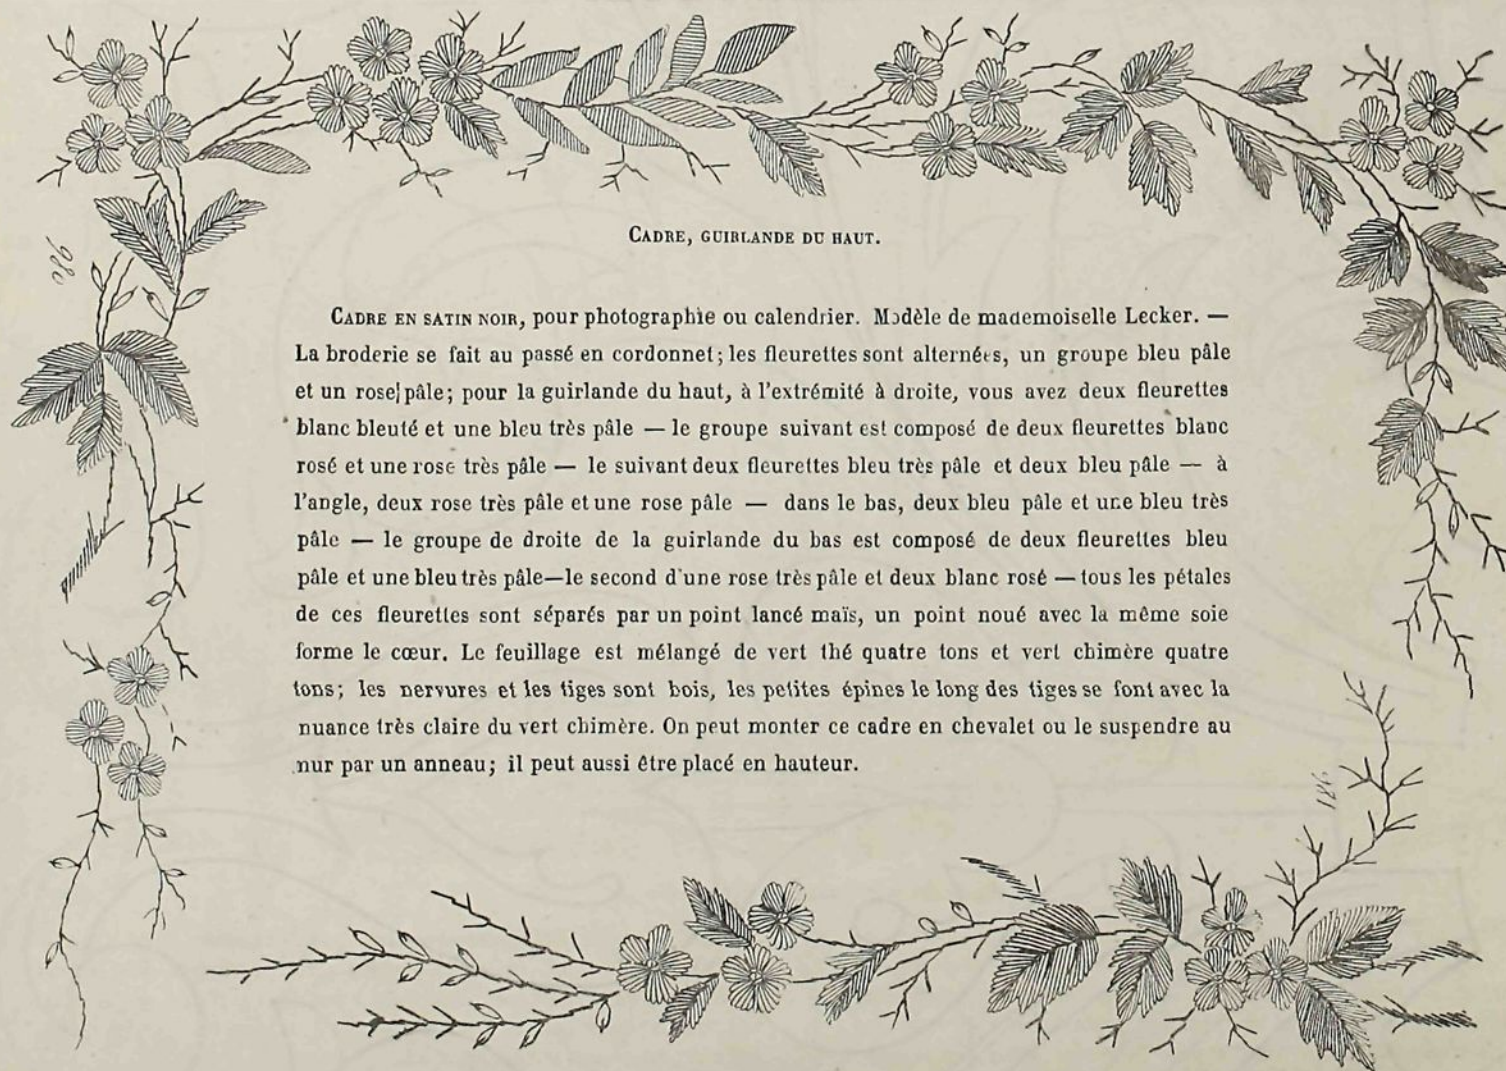 CADRE, GUIRLANDE DU HAUT.
986
CADRE EN SATIN NOIR, pour photographie ou calendrier. Modèle de mademoiselle Lecker. —
La broderie se fait au passé en cordonnet; les fleurettes sont alternées, un groupe bleu pâle
et un rose pâle; pour la guirlande du haut, à l'extrémité à droite, vous avez deux fleurettes
blanc bleuté et une bleu très pâle — le groupe suivant est composé de deux fleurettes blanc
rosé et une rose très pâle — le suivant deux fleurettes bleu très pâle et deux bleu pâle — à
l'angle, deux rose très pâle et une rose pâle — dans le bas, deux bleu pâle et une bleu très
pâle — le groupe de droite de la guirlande du bas est composé de deux fleurettes bleu
pâle et une bleu très pâle — le second d'une rose très pâle et deux blanc rosé — tous les pétales
de ces fleurettes sont séparés par un point lancé maïs, un point noué avec la même soie
forme le cœur. Le feuillage est mélangé de vert thé quatre tons et vert chimère quatre
tons; les nervures et les tiges sont bois, les petites épines le long des tiges se font avec la
nuance très claire du vert chimère. On peut monter ce cadre en chevalet ou le suspendre au
nur par un anneau; il peut aussi être placé en hauteur.